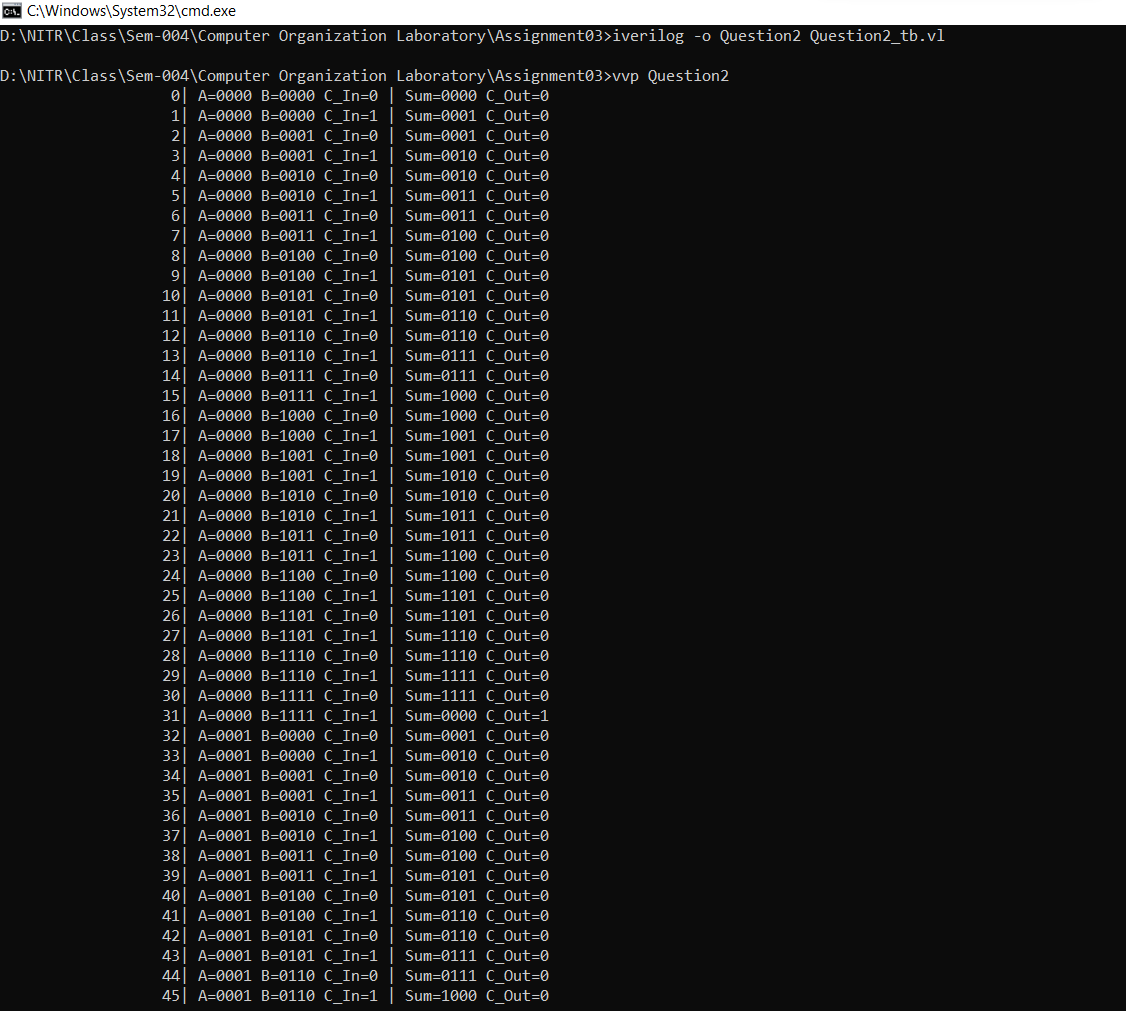 C:\Windows\System32\cmd.exe
D:\NITR\Class\Sem-004\Computer Organization Laboratory\Assignment03>iverilog -o Question2 Question2_tb.vl
D:\NITR\Class\Sem-004\Computer Organization Laboratory\Assignment03>vvp Question2
0| A=0000 B=0000 C_In=0 | Sum=0000 C_Out=0
1| A=0000 B=0000 C_In=1 | Sum=0001 C_Out=0
2| A=0000 B=0001 C_In=0 | Sum=0001 C_Out=0
3| A=0000 B=0001 C_In=1 | Sum=0010 C_Out=0
4| A=0000 B=0010 C_In=0 | Sum=0010 C_Out=0
5| A=0000 B=0010 C_In=1 | Sum=0011 C_Out=0
6| A=0000 B=0011 C_In=0 | Sum=0011 C_Out=0
7| A=0000 B=0011 C_In=1 | Sum=0100 C_Out=0
8| A=0000 B=0100 C_In=0 | Sum=0100 C_Out=0
9| A=0000 B=0100 C_In=1 | Sum=0101 C_Out=0
10| A=0000 B=0101 C_In=0 | Sum=0101 C_Out=0
11| A=0000 B=0101 C_In=1 | Sum=0110 C_Out=0
12| A=0000 B=0110 C_In=0 | Sum=0110 C_Out=0
13| A=0000 B=0110 C_In=1 | Sum=0111 C_Out=0
14| A=0000 B=0111 C_In=0 | Sum=0111 C_Out=0
15| A=0000 B=0111 C_In=1 | Sum=1000 C_Out=0
16| A=0000 B=1000 C_In=0 | Sum=1000 C_Out=0
17| A=0000 B=1000 C_In=1 | Sum=1001 C_Out=0
18| A=0000 B=1001 C_In=0 | Sum=1001 C_Out=0
19| A=0000 B=1001 C_In=1 | Sum=1010 C_Out=0
20| A=0000 B=1010 C_In=0 | Sum=1010 C_Out=0
21| A=0000 B=1010 C_In=1 | Sum=1011 C_Out=0
22| A=0000 B=1011 C_In=0 | Sum=1011 C_Out=0
23| A=0000 B=1011 C_In=1 | Sum=1100 C_Out=0
24| A=0000 B=1100 C_In=0 | Sum=1100 C_Out=0
25| A=0000 B=1100 C_In=1 | Sum=1101 C_Out=0
26| A=0000 B=1101 C_In=0 | Sum=1101 C_Out=0
27| A=0000 B=1101 C_In=1 | Sum=1110 C_Out=0
28| A=0000 B=1110 C_In=0 | Sum=1110 C_Out=0
29| A=0000 B=1110 C_In=1 | Sum=1111 C_Out=0
30| A=0000 B=1111 C_In=0 | Sum=1111 C_Out=0
31| A=0000 B=1111 C_In=1 | Sum=0000 C_Out=1
32| A=0001 B=0000 C_In=0 | Sum=0001 C_Out=0
33| A=0001 B=0000 C_In=1 | Sum=0010 C_Out=0
34| A=0001 B=0001 C_In=0 | Sum=0010 C_Out=0
35| A=0001 B=0001 C_In=1 | Sum=0011 C_Out=0
36| A=0001 B=0010 C_In=0 | Sum=0011 C_Out=0
37| A=0001 B=0010 C_In=1 | Sum=0100 C_Out=0
38| A=0001 B=0011 C_In=0 | Sum=0100 C_Out=0
39| A=0001 B=0011 C_In=1 | Sum=0101 C_Out=0
40| A=0001 B=0100 C_In=0 | Sum=0101 C_Out=0
41| A=0001 B=0100 C_In=1 | Sum=0110 C_Out=0
42| A=0001 B=0101 C_In=0 | Sum=0110 C_Out=0
43| A=0001 B=0101 C_In=1 | Sum=0111 C_Out=0
44| A=0001 B=0110 C_In=0 | Sum=0111 C_Out=0
45| A=0001 B=0110 C_In=1 | Sum=1000 C_Out=0